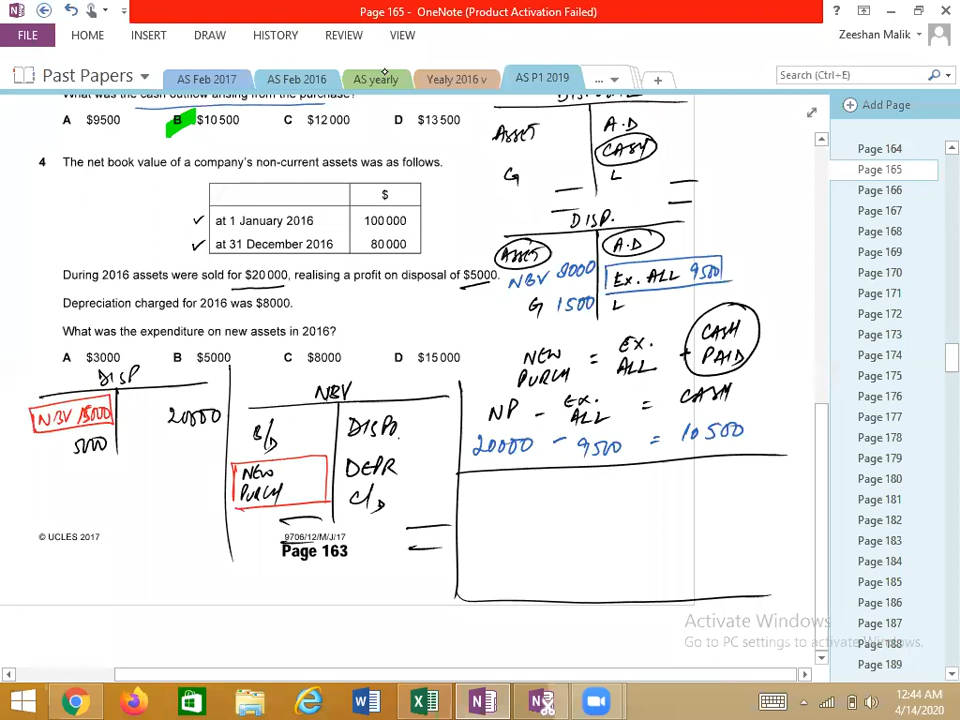 Page 165 - OneNote (Product Activation Failed)
FILE HOME INSERT DRAW HISTORY REVIEW VIEW
Zeeshan Malik
Past Papers
AS Feb 2017
AS Feb 2016
AS yearly
Yealy 2016 v
AS P1 2019
...
Search (Ctrl+E)
Add Page
What was the cash outflow arising from the purchase?
A $9500 B $10 500 C $12 000 D $13 500
4 The net book value of a company's non-current assets was as follows.
$
at 1 January 2016 100 000
at 31 December 2016 80 000
During 2016 assets were sold for $20 000, realising a profit on disposal of $5000.
Depreciation charged for 2016 was $8000.
What was the expenditure on new assets in 2016?
A $3000 B $5000 C $8000 D $15 000
DISP
NBV 15000 20000
5000
NBV
B/D DISPO.
NEW PURCH DEPR
C/D
© UCLES 2017
9706/12/M/J/17
Page 163
ASSET A.D
CASH
G L
DISP.
ASSET A.D
NBV 8000 EX. ALL 9500
G 1500 L
NEW PURCH = EX. ALL + CASH PAID
NP - EX. ALL = CASH
20000 - 9500 = 10500
Page 164
Page 165
Page 166
Page 167
Page 168
Page 169
Page 170
Page 171
Page 172
Page 173
Page 174
Page 175
Page 176
Page 177
Page 178
Page 179
Page 180
Page 181
Page 182
Page 183
Page 184
Page 185
Page 186
Page 187
Page 188
Page 189
Activate Windows
Go to PC settings to activate Windows.
12:44 AM
4/14/2020